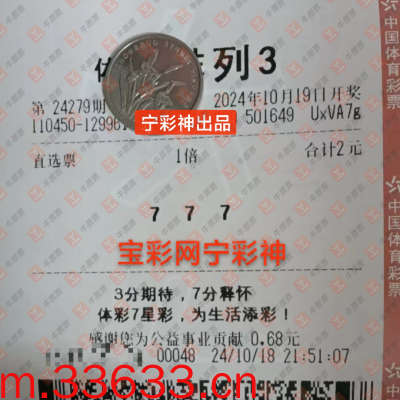 体 列3
第 24279期 2024年10月19日开奖
110450-1299 501649 UxVA7g
宁彩神出品
直选票 1倍 合计2元
7 7 7
宝彩网宁彩神
3分期待，7分释怀
体彩7星彩，为生活添彩！
感谢您为公益事业贡献 0.68元
00048 24/10/18 21:51:07
m.33633.cn
中国体育彩票
中国体育彩票